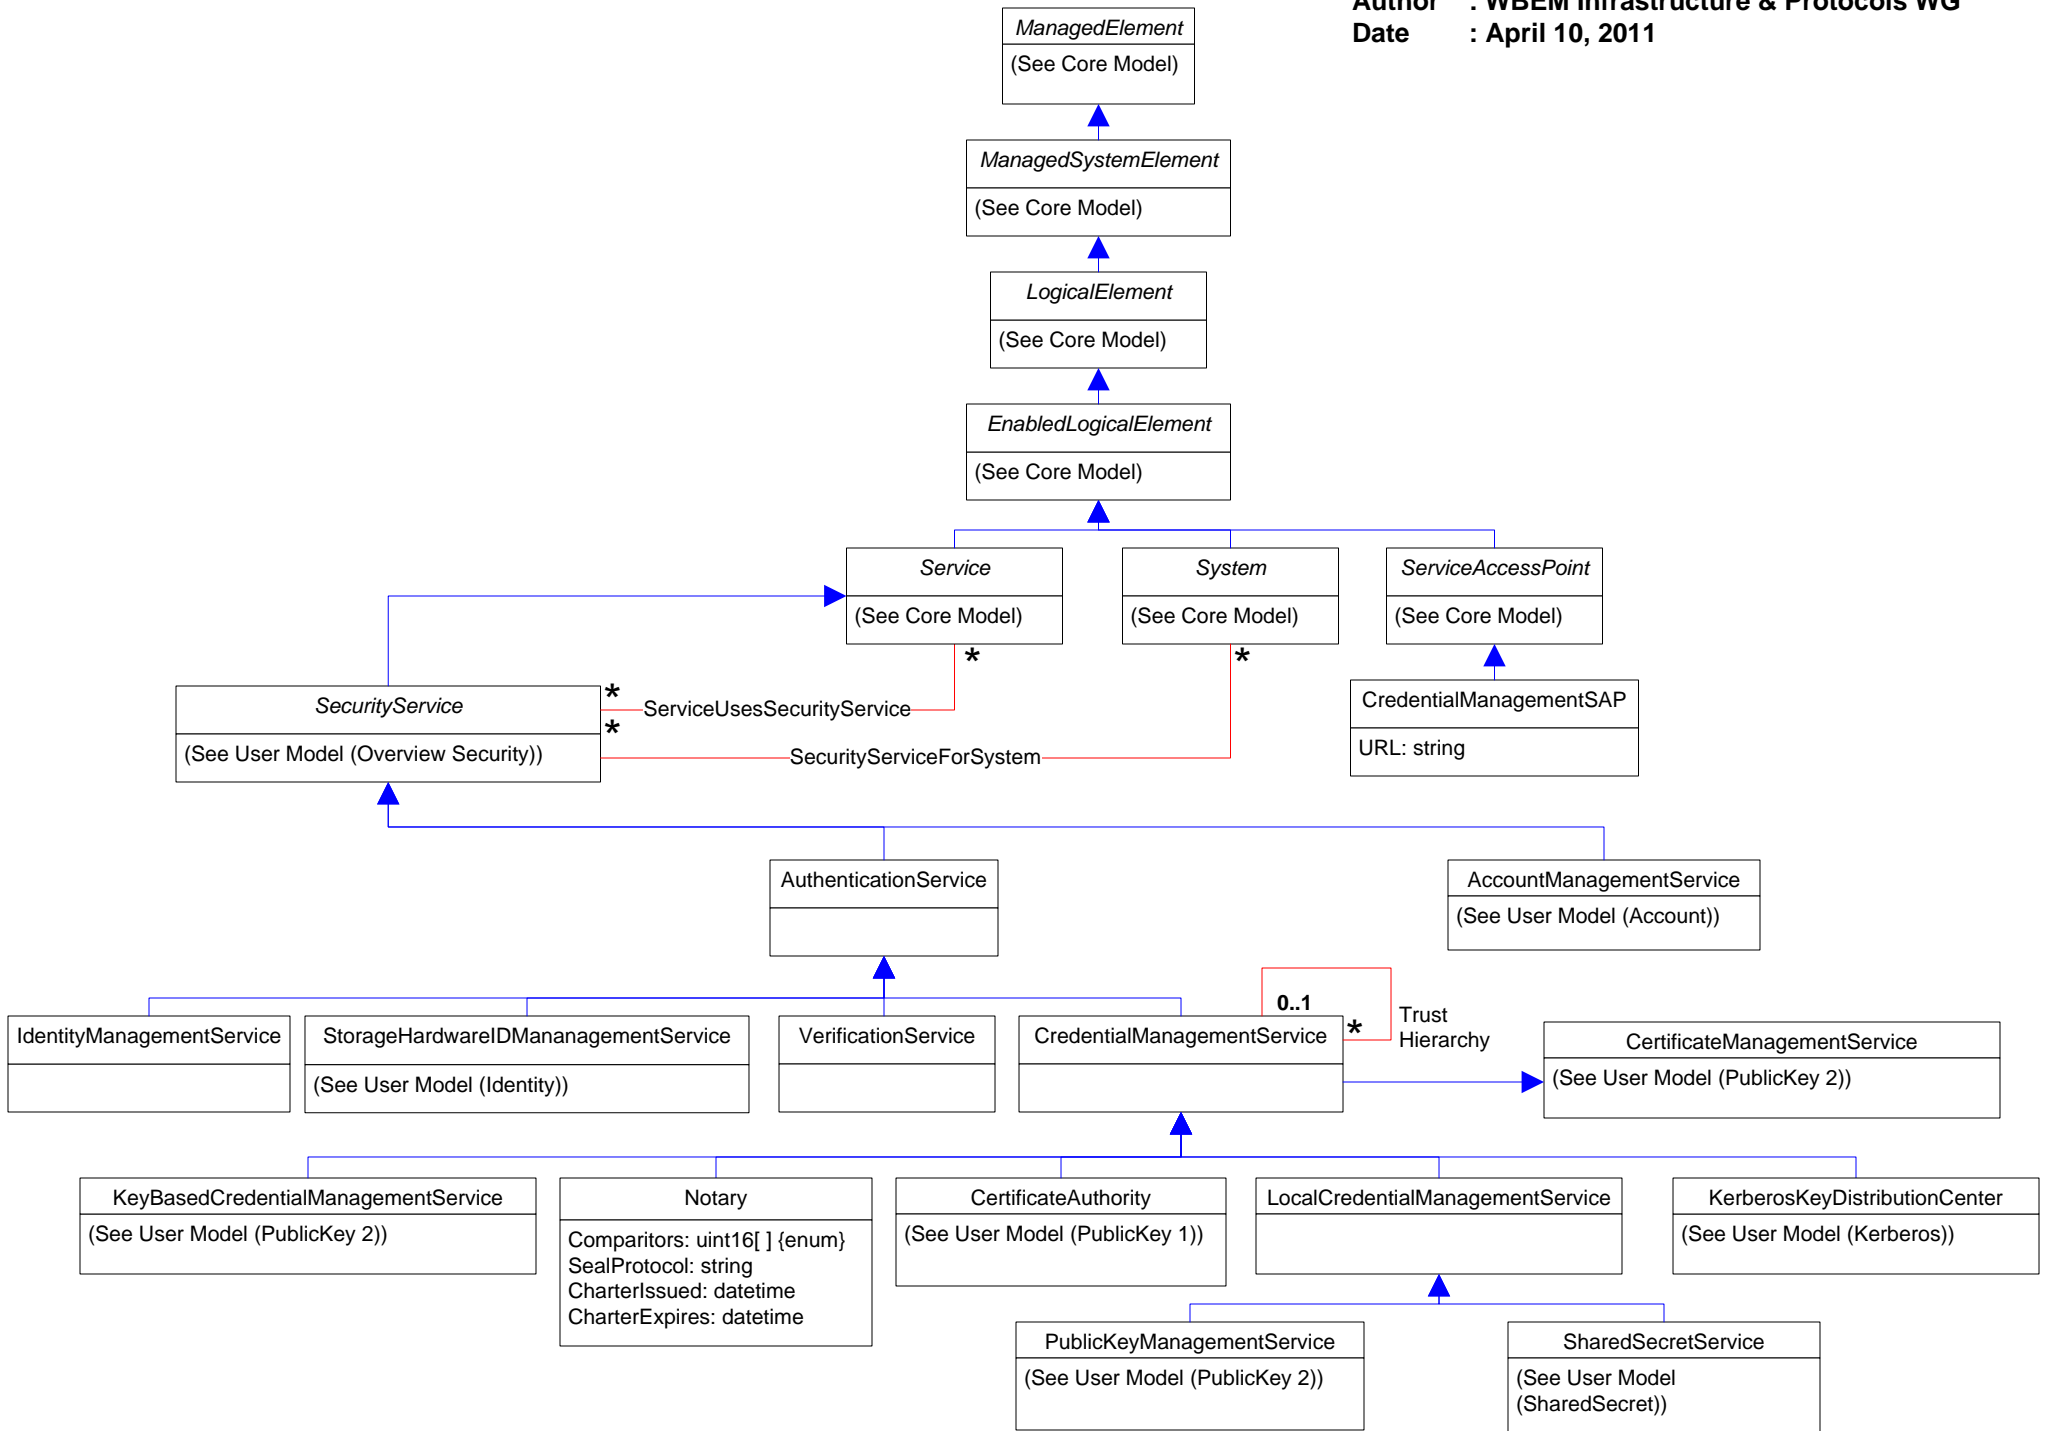 Author : WBEM Infrastructure & Protocols WG
Date : April 10, 2011
ManagedElement
(See Core Model)
ManagedSystemElement
(See Core Model)
LogicalElement
(See Core Model)
EnabledLogicalElement
(See Core Model)
Service
(See Core Model)
*
System
(See Core Model)
*
ServiceAccessPoint
(See Core Model)
SecurityService
(See User Model (Overview Security))
*
ServiceUsesSecurityService
*
SecurityServiceForSystem
CredentialManagementSAP
URL: string
AuthenticationService
AccountManagementService
(See User Model (Account))
IdentityManagementService
StorageHardwareIDMananagementService
(See User Model (Identity))
VerificationService
CredentialManagementService
0..1
*
Trust
Hierarchy
CertificateManagementService
(See User Model (PublicKey 2))
KeyBasedCredentialManagementService
(See User Model (PublicKey 2))
Notary
Comparitors: uint16[ ] {enum}
SealProtocol: string
CharterIssued: datetime
CharterExpires: datetime
CertificateAuthority
(See User Model (PublicKey 1))
LocalCredentialManagementService
KerberosKeyDistributionCenter
(See User Model (Kerberos))
PublicKeyManagementService
(See User Model (PublicKey 2))
SharedSecretService
(See User Model
(SharedSecret))